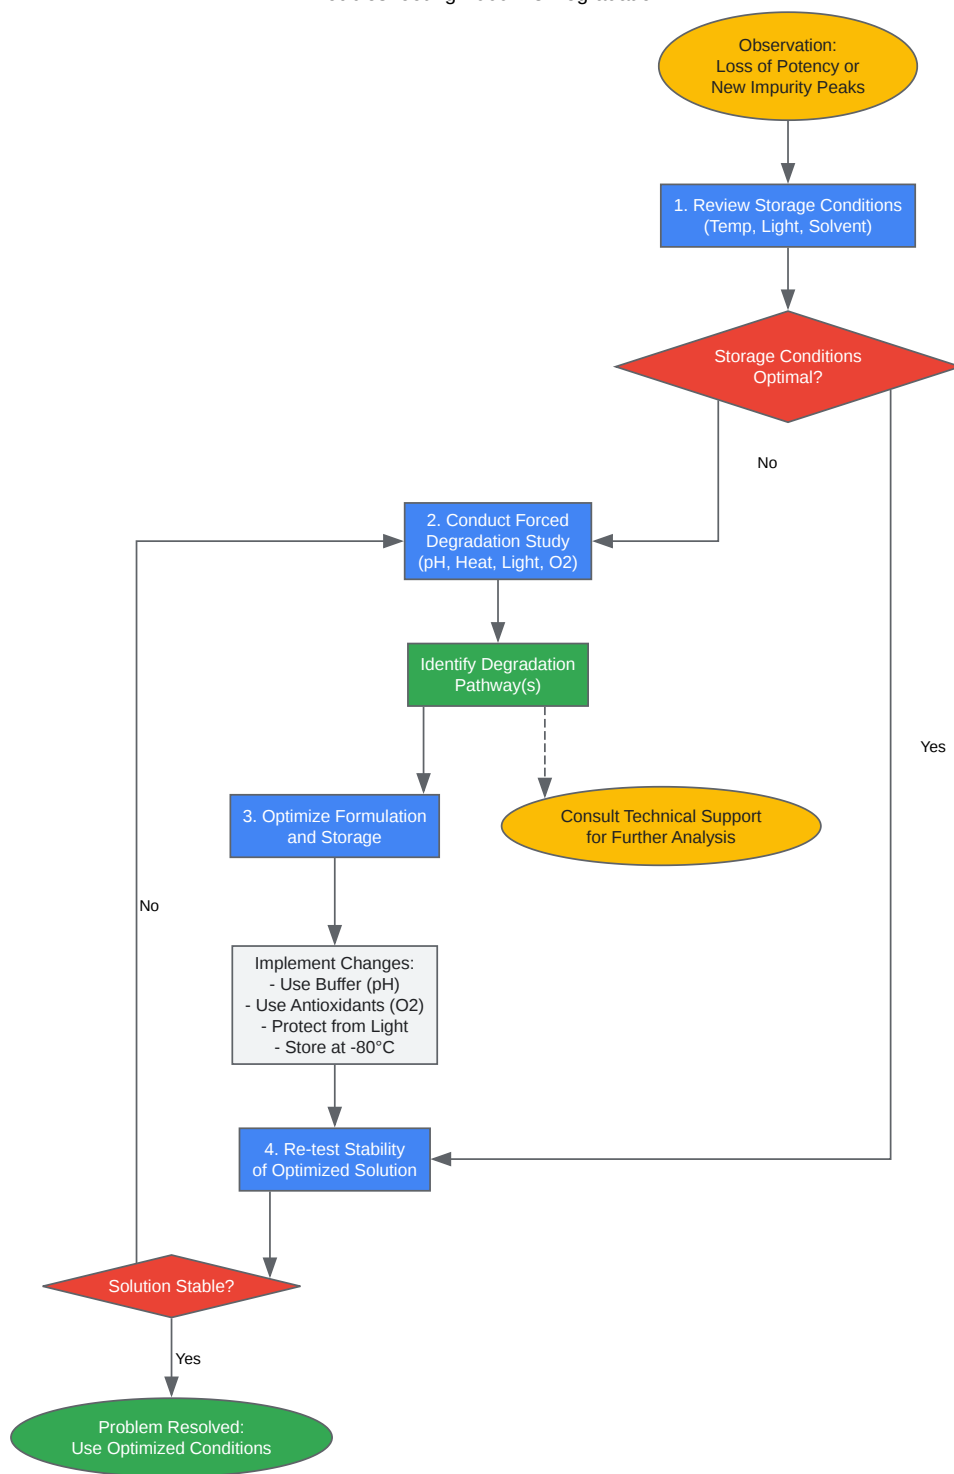 Observation:
Loss of Potency or
New Impurity Peaks
1. Review Storage Conditions
(Temp, Light, Solvent)
Storage Conditions
Optimal?
No
2. Conduct Forced
Degradation Study
(pH, Heat, Light, O2)
Identify Degradation
Pathway(s)
Yes
3. Optimize Formulation
and Storage
Consult Technical Support
for Further Analysis
No
Implement Changes:
- Use Buffer (pH)
- Use Antioxidants (O2)
- Protect from Light
- Store at -80°C
4. Re-test Stability
of Optimized Solution
Solution Stable?
Yes
Problem Resolved:
Use Optimized Conditions